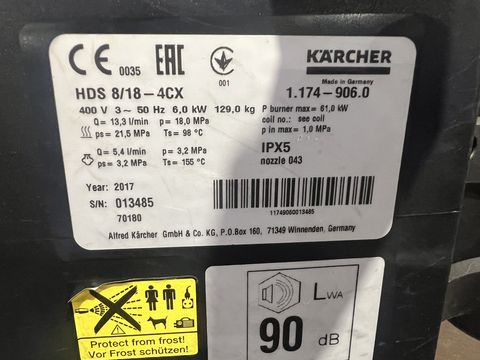 CE 0035 EAC 001 KÄRCHER
Made in Germany
HDS 8/18-4CX 1.174-906.0
400 V 3~ 50 Hz 6,0 kW 129,0 kg P burner max= 61,0 kW
Q= 13,3 l/min p= 18,0 MPa coil no.: see coil
ps= 21,5 MPa Ts= 98 °C p in max= 1,0 MPa
Q= 5,4 l/min p= 3,2 MPa IPX5
ps= 3,2 MPa Ts= 155 °C nozzle 043
Year: 2017
S/N 013485
70180 11749060013485
Alfred Kärcher GmbH & Co. KG, P.O.Box 160, 71349 Winnenden, Germany
LWA
90 dB
Protect from frost!
Vor Frost schützen!